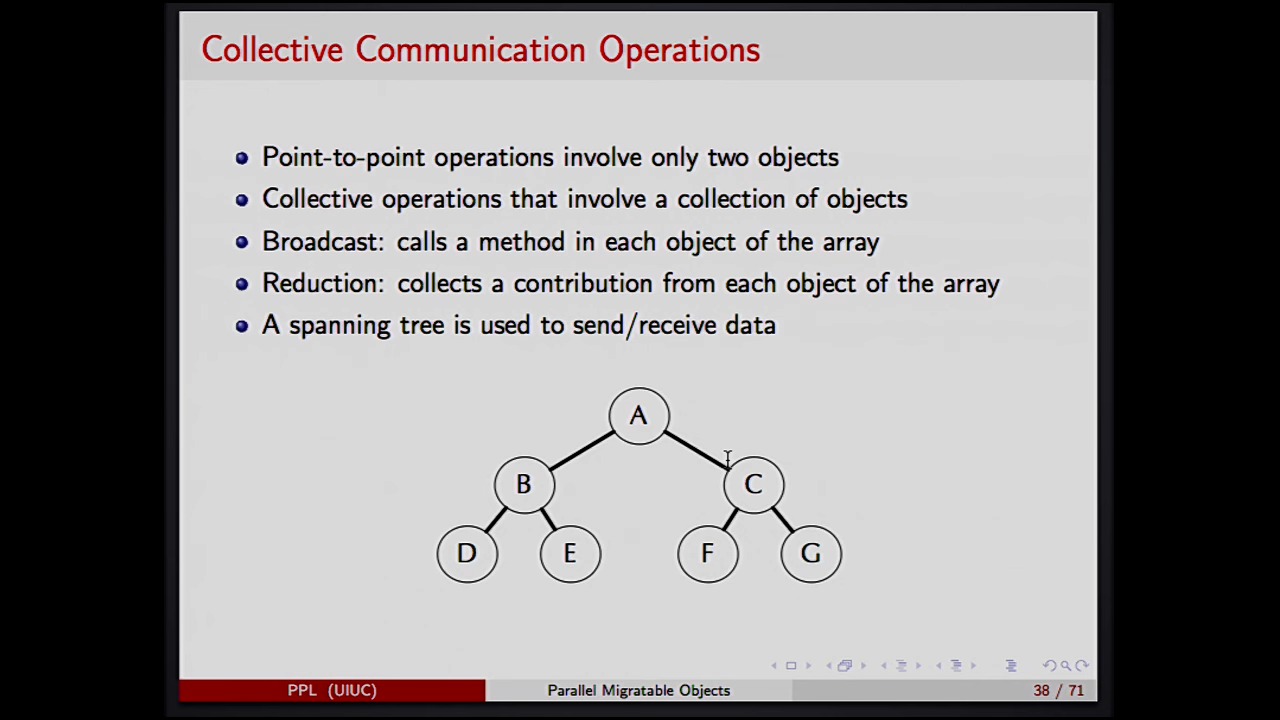 Collective Communication Operations
Point-to-point operations involve only two objects
Collective operations that involve a collection of objects
Broadcast: calls a method in each object of the array
Reduction: collects a contribution from each object of the array
A spanning tree is used to send/receive data
A
B
C
D
E
F
G
PPL (UIUC)
Parallel Migratable Objects
38 / 71